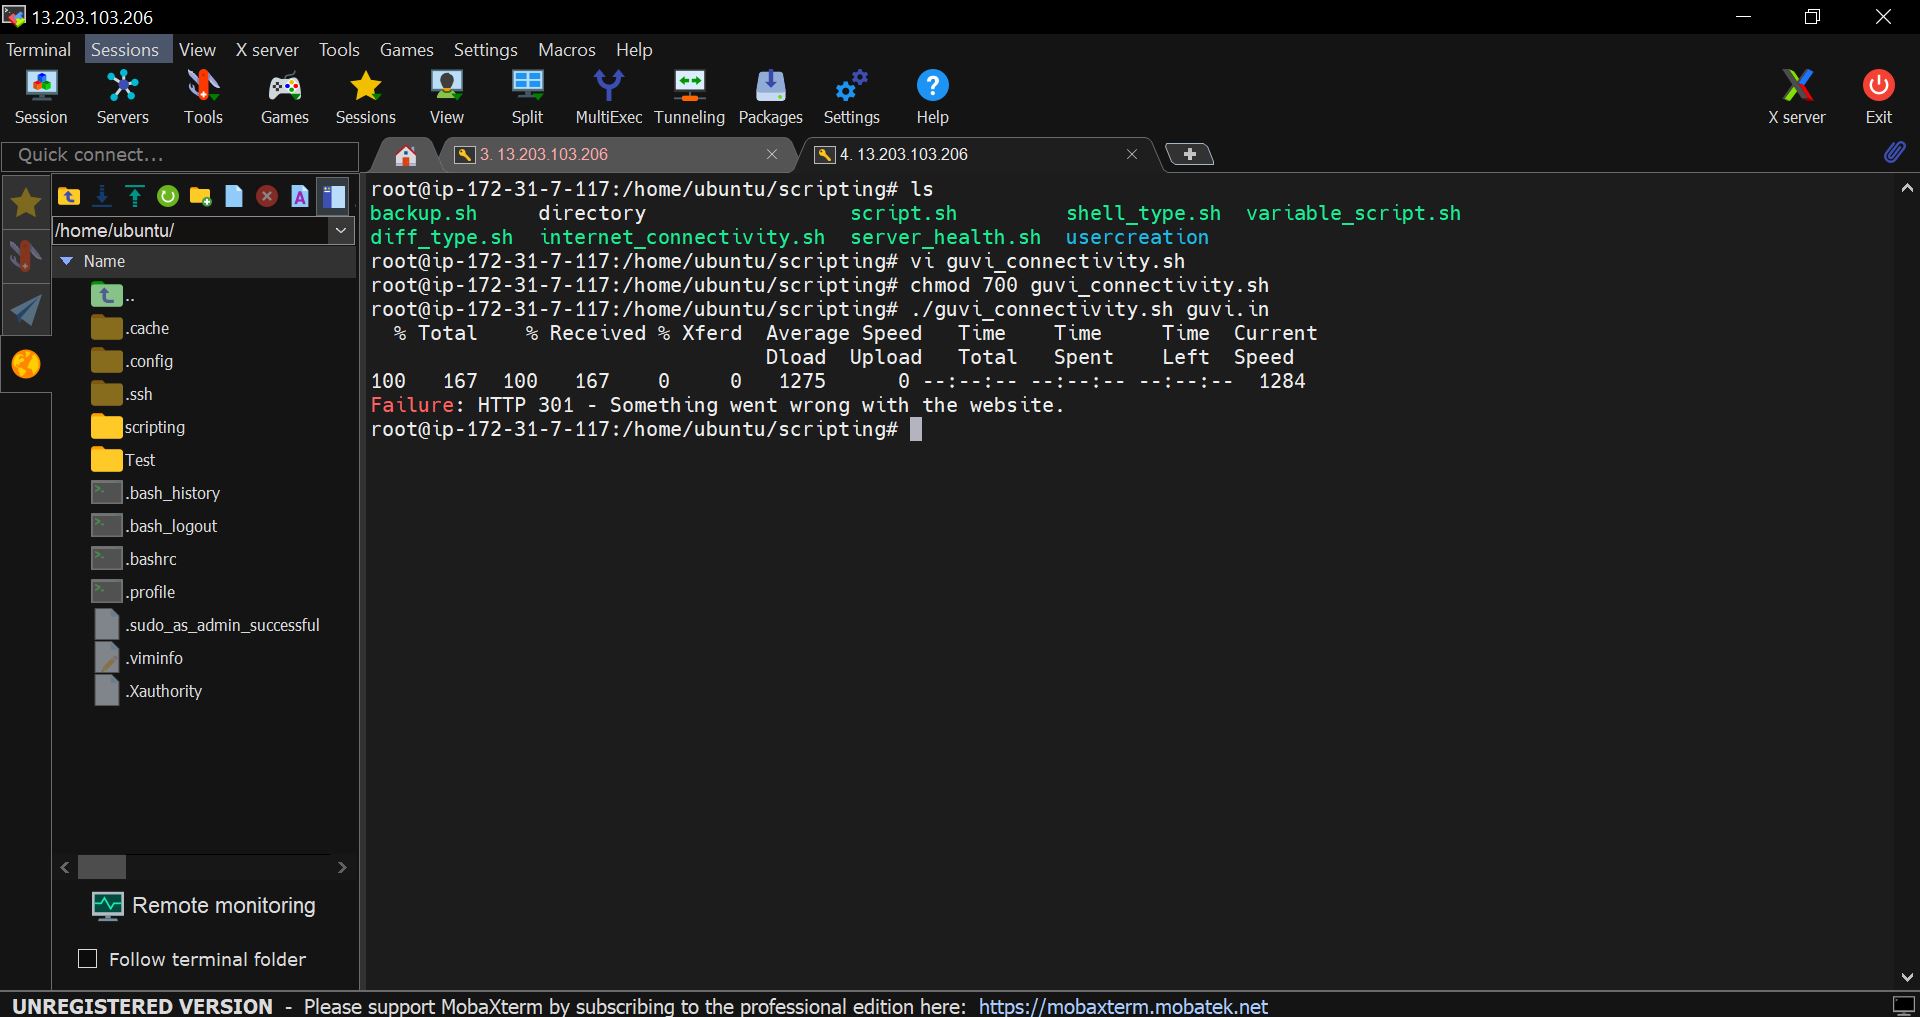 13.203.103.206
Terminal Sessions View X server Tools Games Settings Macros Help
Session Servers Tools Games Sessions View Split MultiExec Tunneling Packages Settings Help X server Exit
Quick connect...
3. 13.203.103.206
4. 13.203.103.206
/home/ubuntu/
Name
..
.cache
.config
.ssh
scripting
Test
.bash_history
.bash_logout
.bashrc
.profile
.sudo_as_admin_successful
.viminfo
.Xauthority
Remote monitoring
Follow terminal folder
root@ip-172-31-7-117:/home/ubuntu/scripting# ls
backup.sh directory script.sh shell_type.sh variable_script.sh
diff_type.sh internet_connectivity.sh server_health.sh usercreation
root@ip-172-31-7-117:/home/ubuntu/scripting# vi guvi_connectivity.sh
root@ip-172-31-7-117:/home/ubuntu/scripting# chmod 700 guvi_connectivity.sh
root@ip-172-31-7-117:/home/ubuntu/scripting# ./guvi_connectivity.sh guvi.in
% Total % Received % Xferd Average Speed Time Time Time Current
Dload Upload Total Spent Left Speed
100 167 100 167 0 0 1275 0 --:--:-- --:--:-- --:--:-- 1284
Failure: HTTP 301 - Something went wrong with the website.
root@ip-172-31-7-117:/home/ubuntu/scripting#
UNREGISTERED VERSION - Please support MobaXterm by subscribing to the professional edition here: https://mobaxterm.mobatek.net